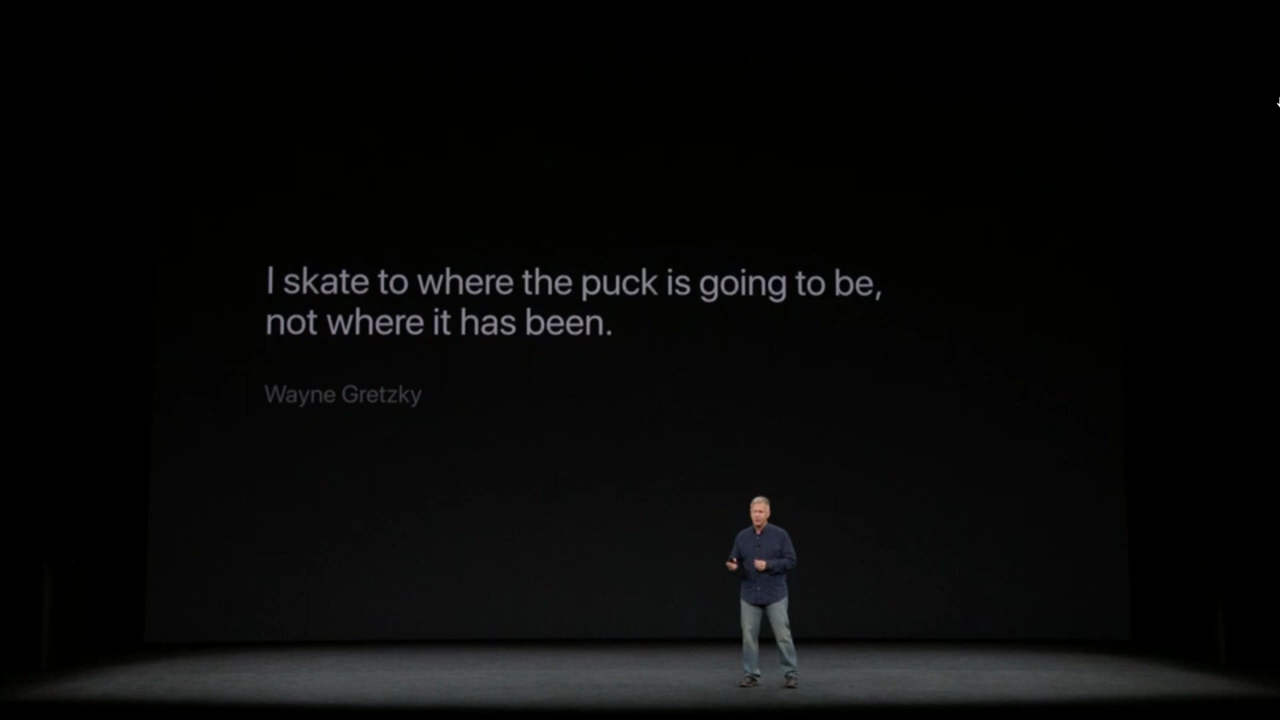 I skate to where the puck is going to be,
not where it has been.
Wayne Gretzky